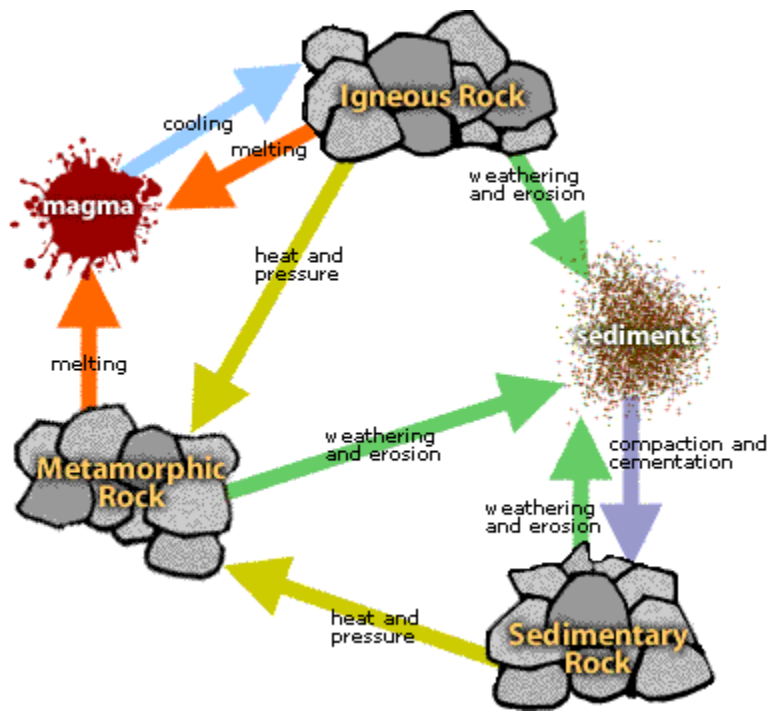 Igneous Rock
cooling
melting
weathering
and erosion
magma
heat and
pressure
sediments
melting
weathering
and erosion
compaction and
cementation
Metamorphic
Rock
weathering
and erosion
heat and
pressure
Sedimentary
Rock